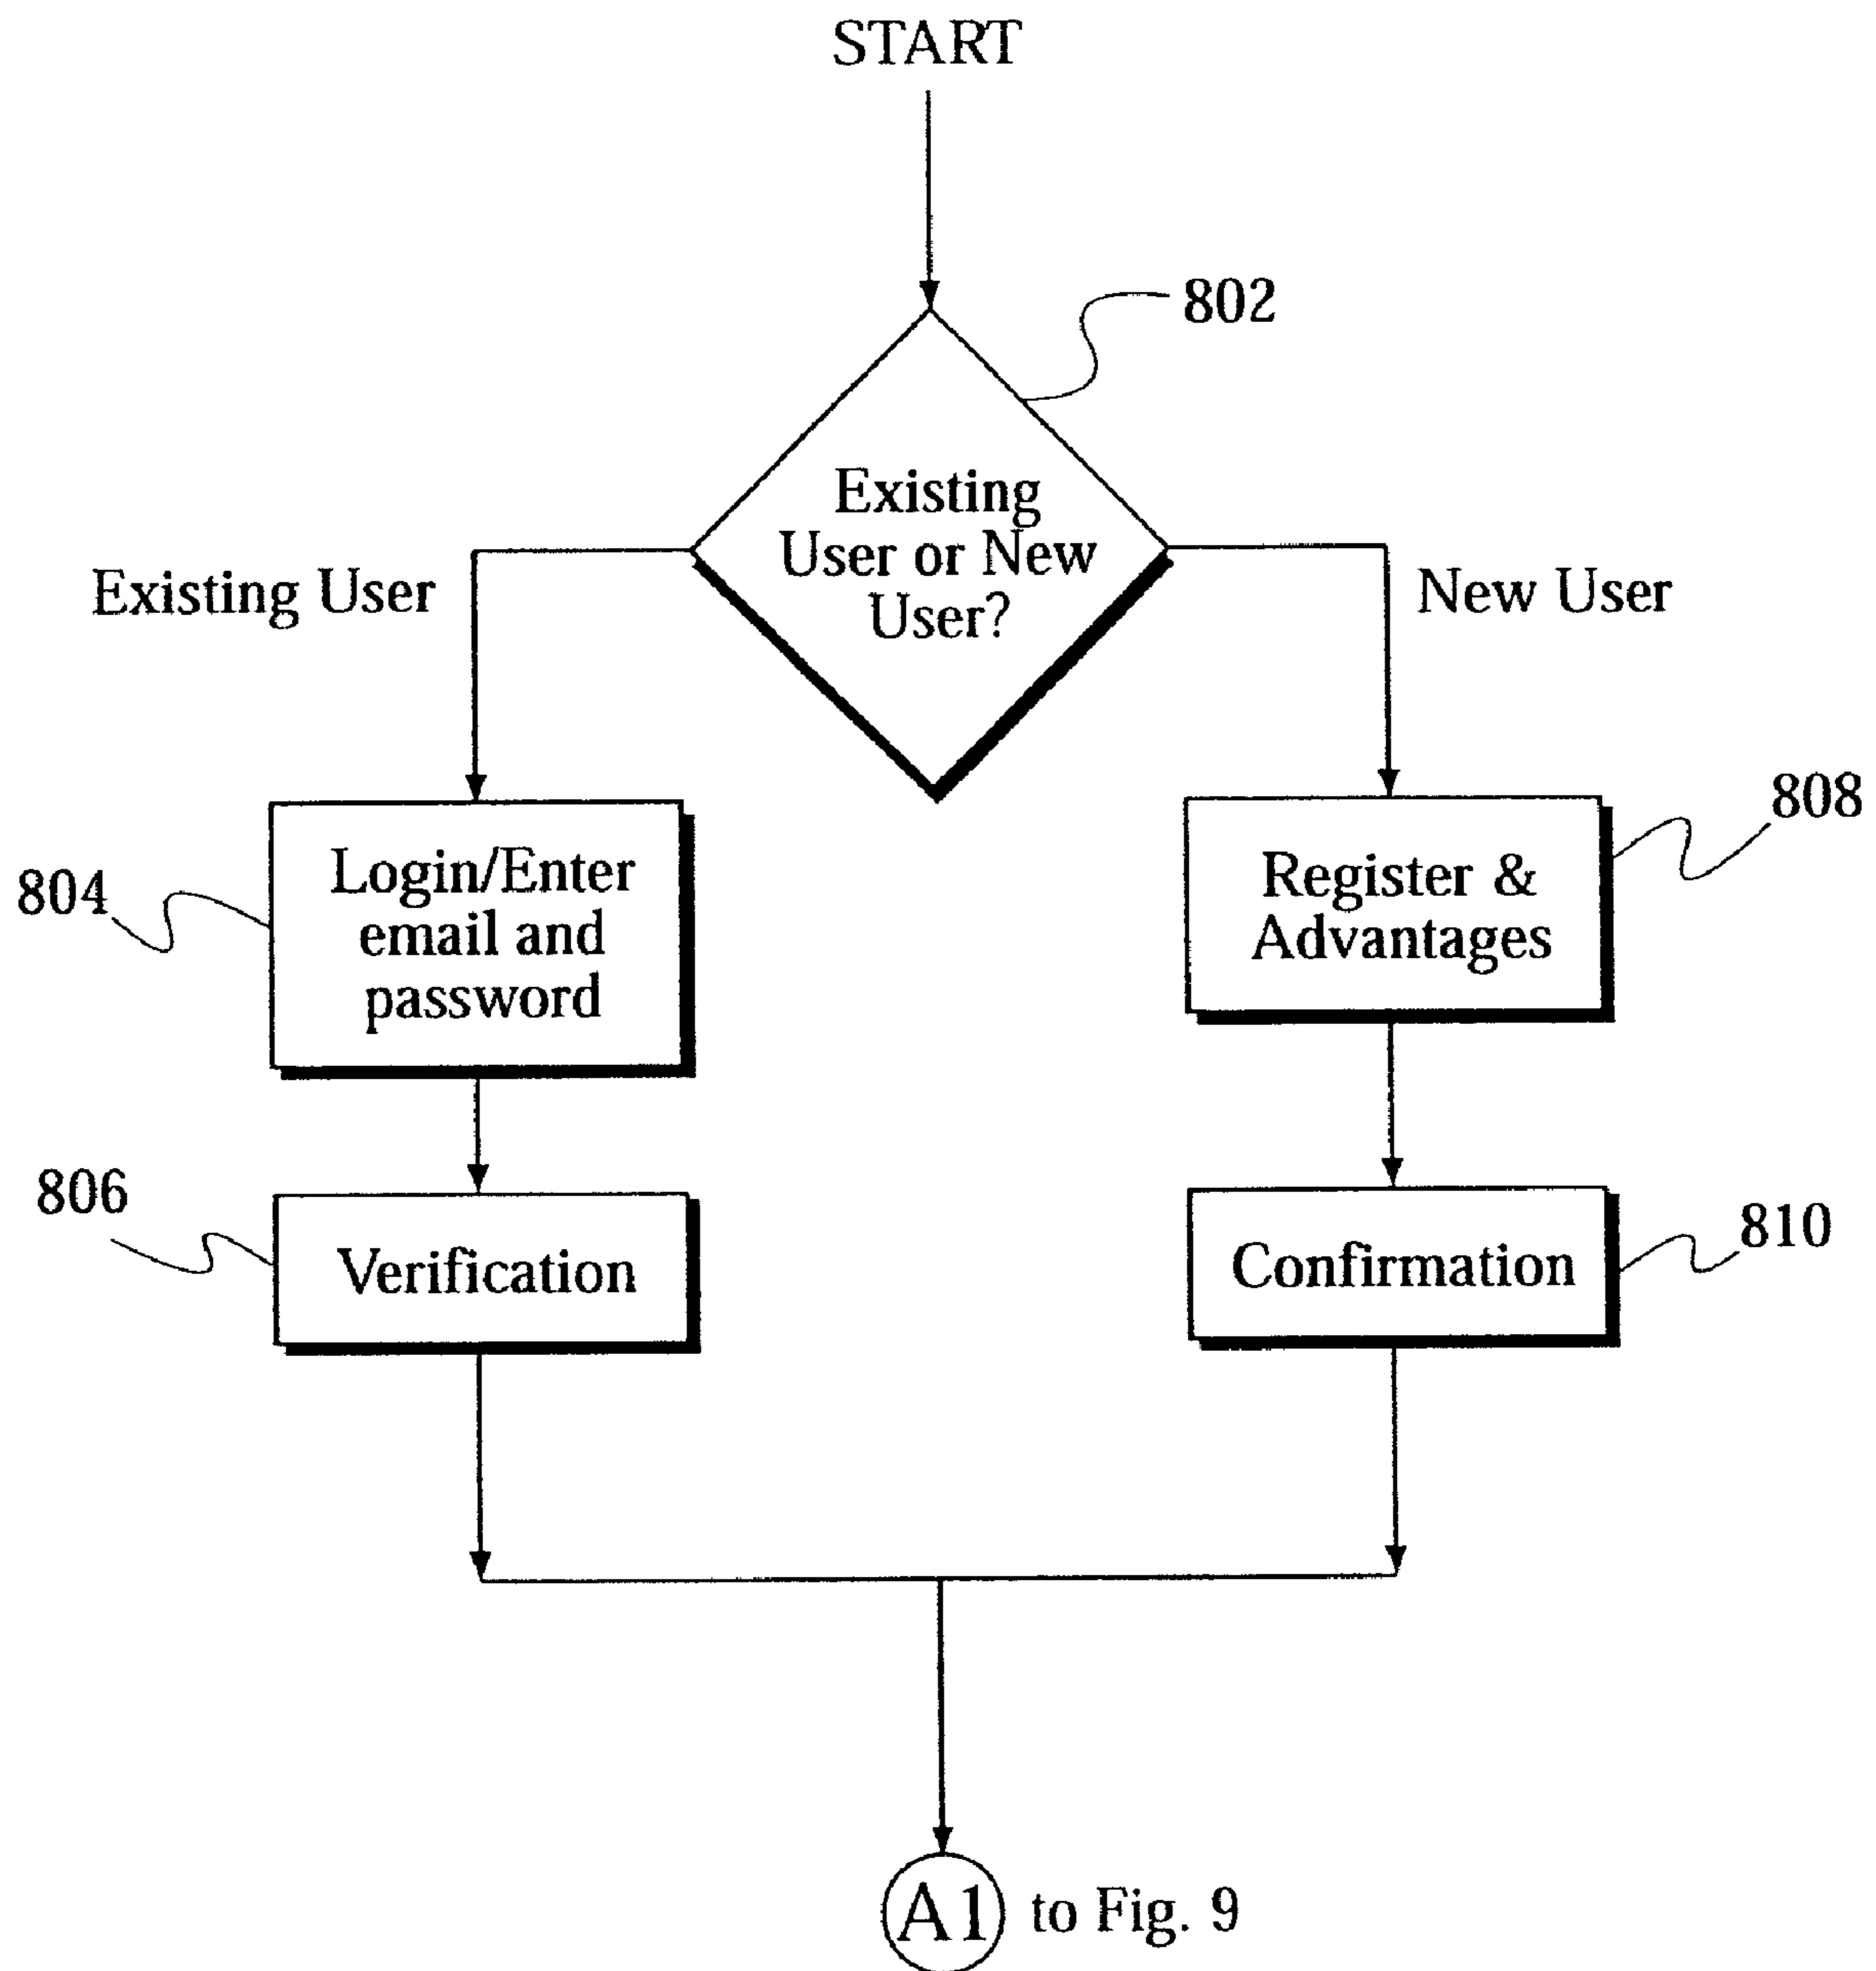 START
802
Existing
User or New
User?
Existing User
New User
804
Login/Enter
email and
password
808
Register &
Advantages
806
Verification
810
Confirmation
A1 to Fig. 9